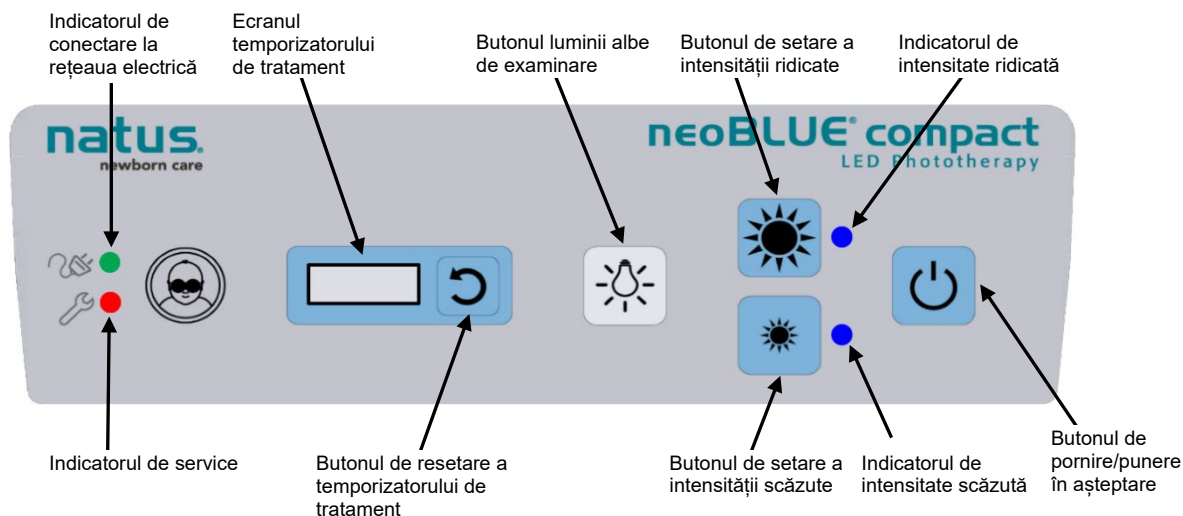 Indicatorul de
conectare la
rețeaua electrică
Ecranul
temporizatorului
de tratament
Butonul luminii albe
de examinare
Butonul de setare a
intensității ridicate
Indicatorul de
intensitate ridicată
natus.
newborn care
neoBLUE® compact
LED Phototherapy
Indicatorul de service
Butonul de resetare a
temporizatorului de
tratament
Butonul de setare a
intensității scăzute
Indicatorul de
intensitate scăzută
Butonul de
pornire/punere
în așteptare